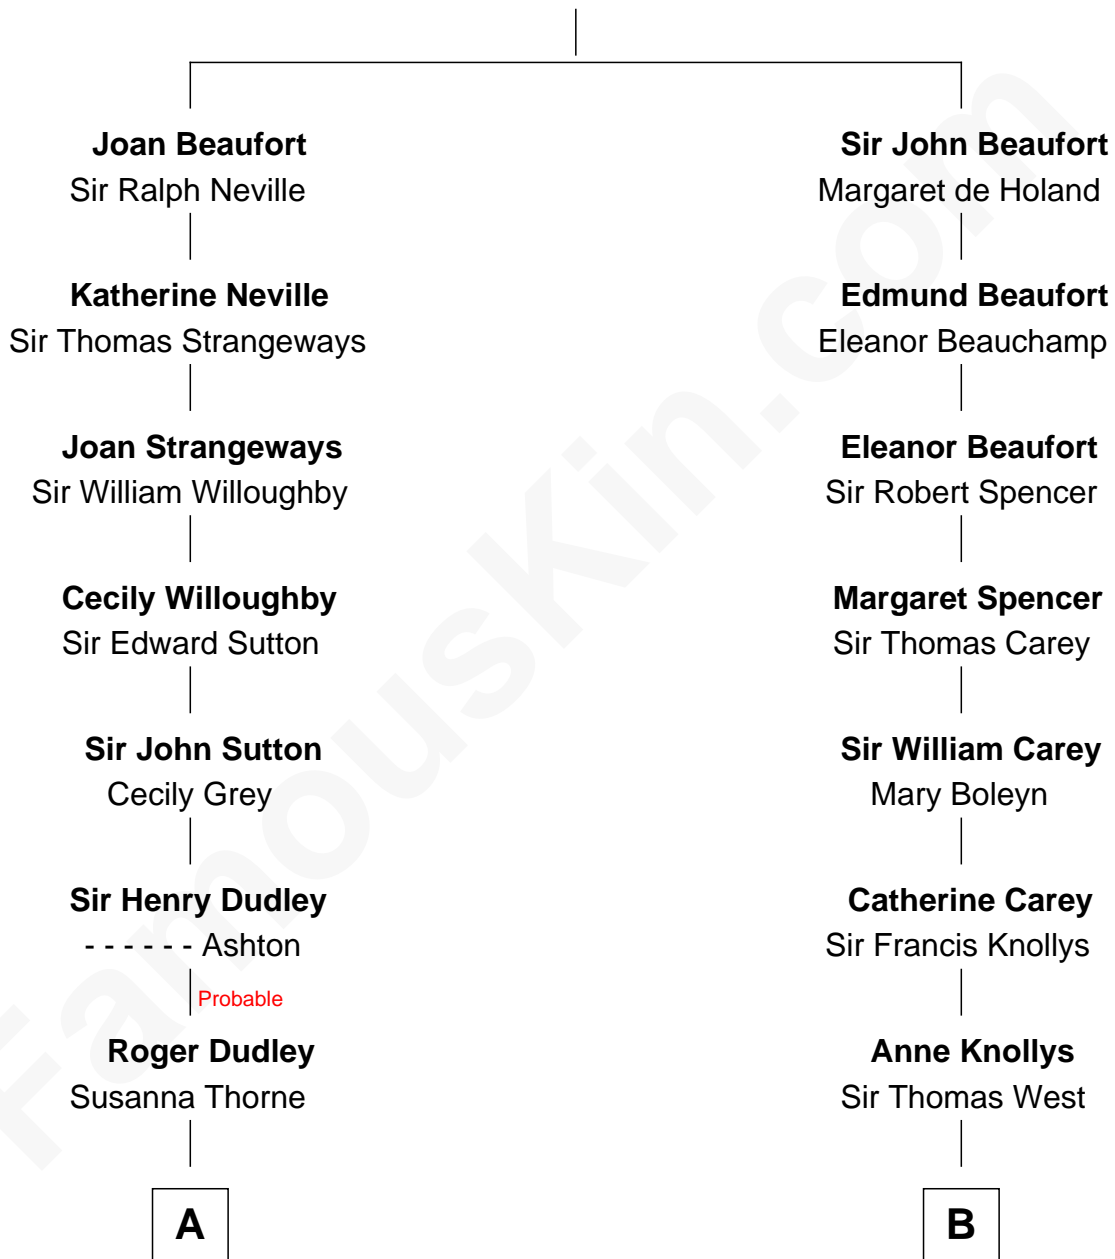 Joan Beaufort
Sir Ralph Neville
Katherine Neville
Sir Thomas Strangeways
Joan Strangeways
Sir William Willoughby
Cecily Willoughby
Sir Edward Sutton
Sir John Sutton
Cecily Grey
Sir Henry Dudley
- - - - - - Ashton
Probable
Roger Dudley
Susanna Thorne
A
Sir John Beaufort
Margaret de Holand
Edmund Beaufort
Eleanor Beauchamp
Eleanor Beaufort
Sir Robert Spencer
Margaret Spencer
Sir Thomas Carey
Sir William Carey
Mary Boleyn
Catherine Carey
Sir Francis Knollys
Anne Knollys
Sir Thomas West
B
FamousKin.com